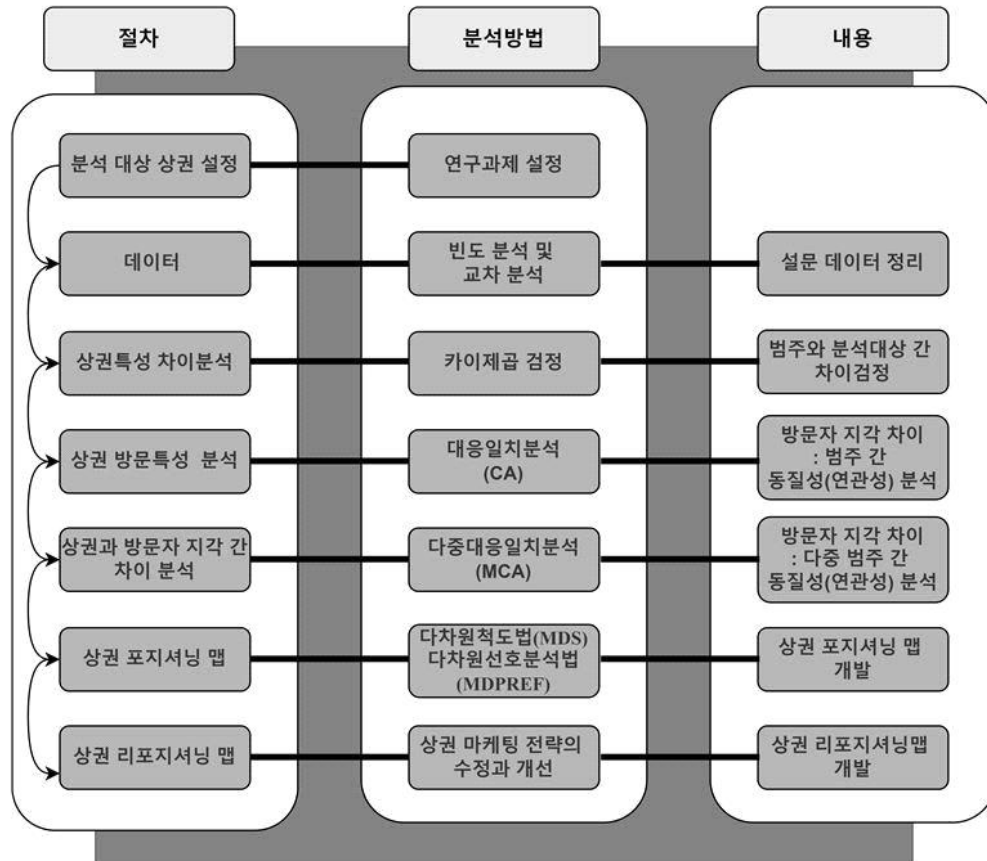 절차
분석방법
내용
분석 대상 상권 설정
연구과제 설정
데이터
빈도 분석 및
교차 분석
설문 데이터 정리
상권특성 차이분석
카이제곱 검정
범주와 분석대상 간
차이검정
상권 방문특성 분석
대응일치분석
(CA)
방문자 지각 차이
: 범주 간
동질성(연관성) 분석
상권과 방문자 지각 간
차이 분석
다중대응일치분석
(MCA)
방문자 지각 차이
: 다중 범주 간
동질성(연관성) 분석
상권 포지셔닝 맵
다차원척도법(MDS)
다차원선호분석법
(MDPREF)
상권 포지셔닝 맵
개발
상권 리포지셔닝 맵
상권 마케팅 전략의
수정과 개선
상권 리포지셔닝맵
개발